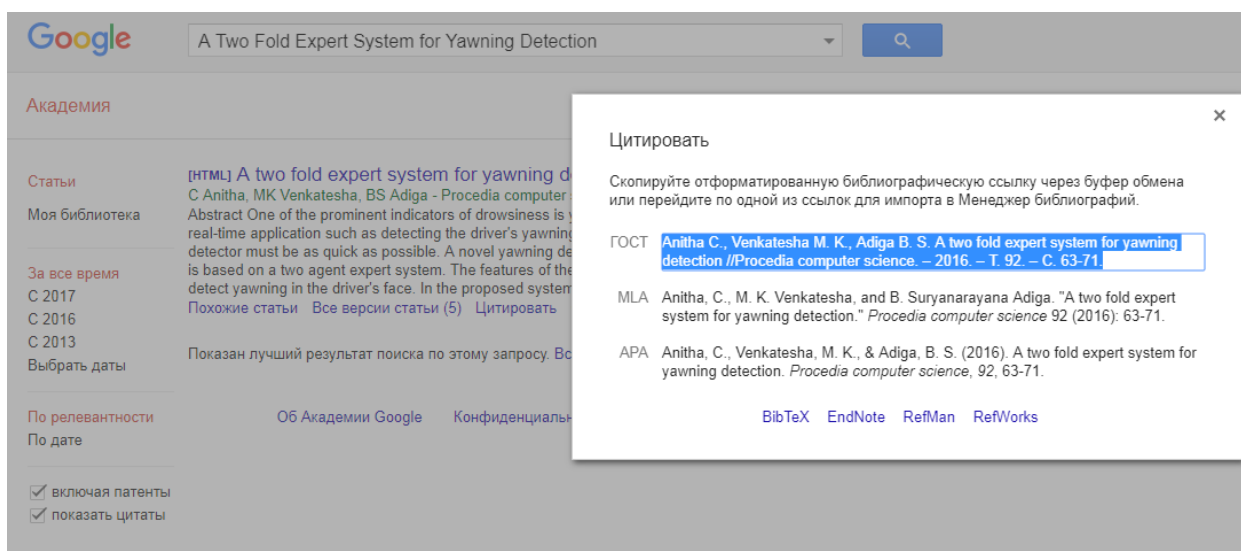 Google
A Two Fold Expert System for Yawning Detection
Академия
Статьи
Моя библиотека
За все время
С 2017
С 2016
С 2013
Выбрать даты
По релевантности
По дате
включая патенты
показать цитаты
[HTML] A two fold expert system for yawning
C Anitha, MK Venkatesha, BS Adiga - Procedia computer
Abstract One of the prominent indicators of drowsiness is
real-time application such as detecting the driver's yawning
detector must be as quick as possible. A novel yawning
is based on a two agent expert system. The features of the
detect yawning in the driver's face. In the proposed system
Похожие статьи Все версии статьи (5) Цитировать
Показан лучший результат поиска по этому запросу.
Об Академии Google
Цитировать
×
Скопируйте отформатированную библиографическую ссылку через буфер обмена
или перейдите по одной из ссылок для импорта в Менеджер библиографий.
ГОСТ Anitha C., Venkatesha M. K., Adiga B. S. A two fold expert system for yawning
detection //Procedia computer science. – 2016. – Т. 92. – С. 63-71.
MLA Anitha, C., M. K. Venkatesha, and B. Suryanarayana Adiga. "A two fold expert
system for yawning detection." Procedia computer science 92 (2016): 63-71.
APA Anitha, C., Venkatesha, M. K., & Adiga, B. S. (2016). A two fold expert system for
yawning detection. Procedia computer science, 92, 63-71.
BibTeX EndNote RefMan RefWorks